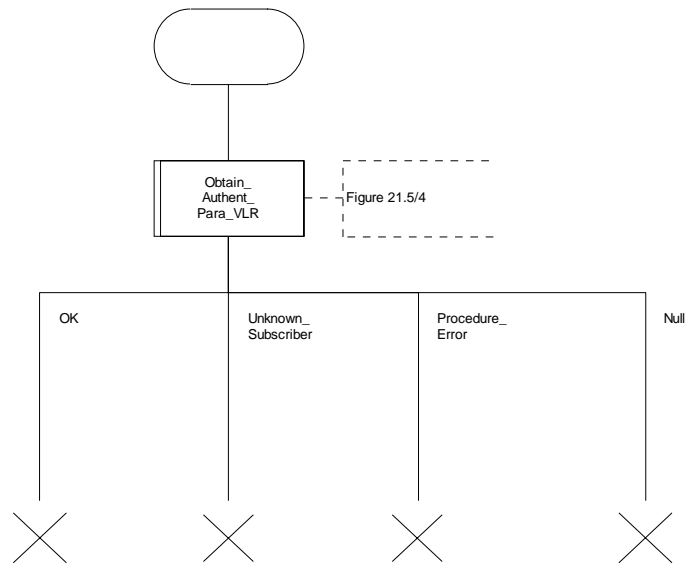 Obtain_
Authent_
Para_VLR
Figure 21.5/4
OK
Unknown_
Subscriber
Procedure_
Error
Null